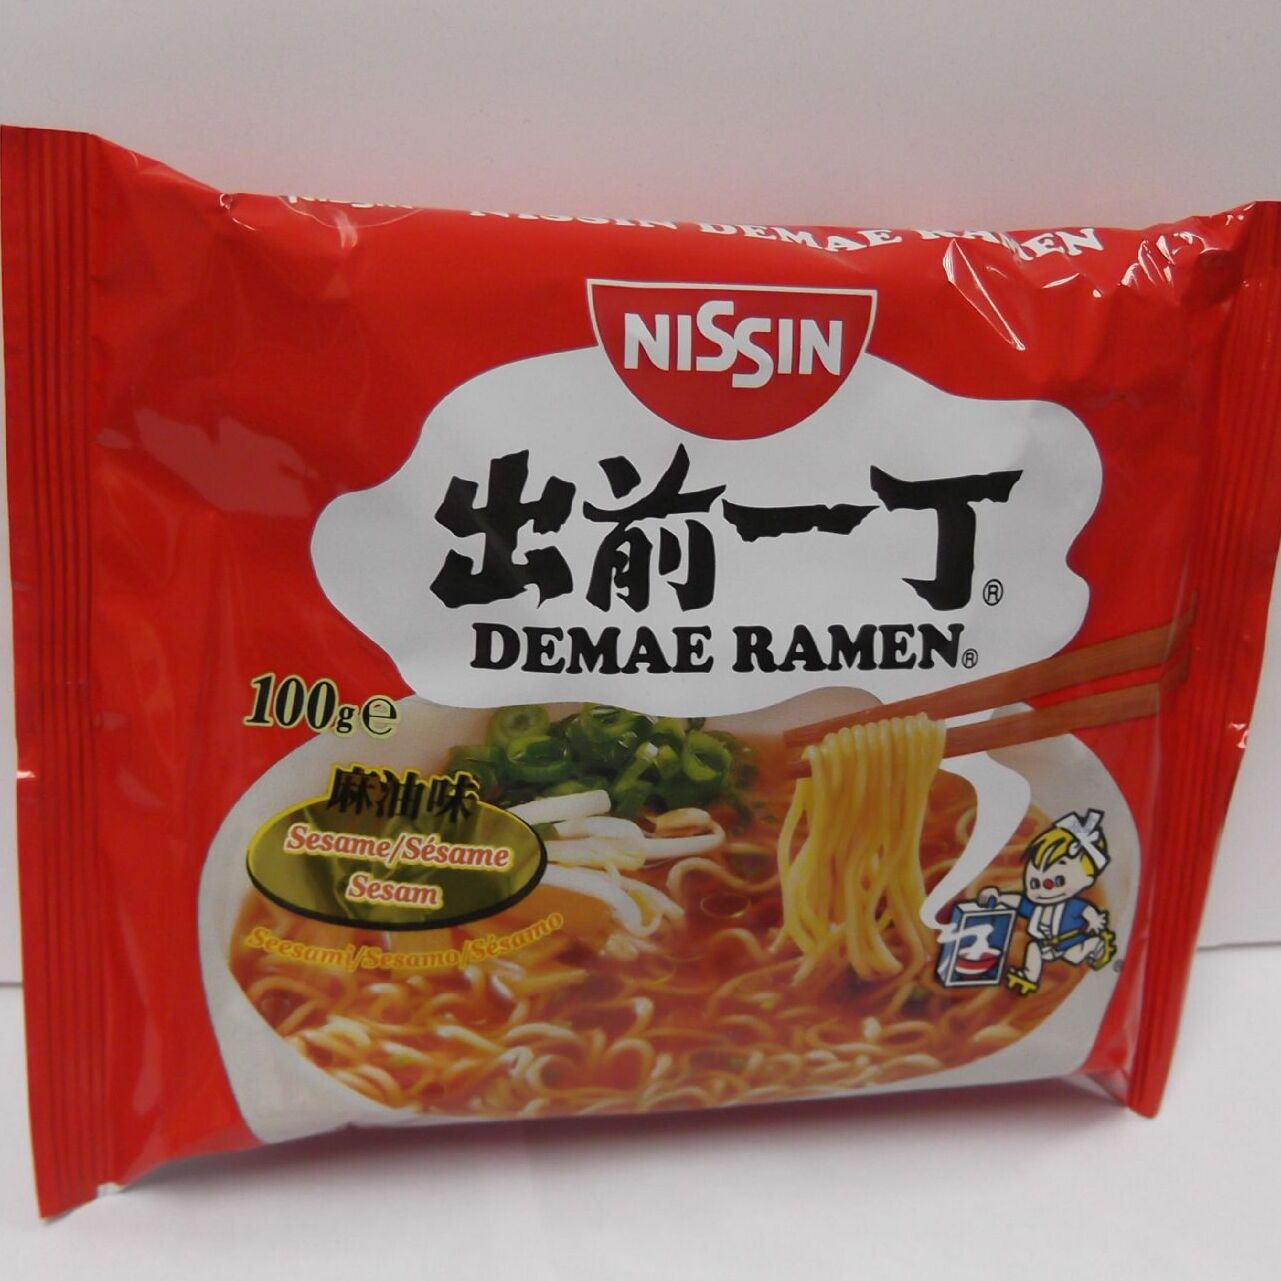 Nissin NISSIN DEMAE RAMEN
NISSIN
出前一丁®
DEMAE RAMEN®
100g℮
麻油味
Sesame/Sésame
Sesam
Seesami/Sesamo/Sésamo